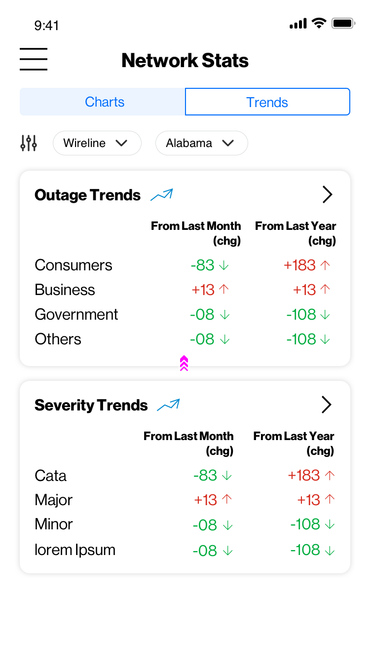 9:41
Network Stats
Charts Trends
Wireline Alabama
Outage Trends
From Last Month From Last Year
(chg) (chg)
Consumers -83 +183
Business +13 +13
Government -08 -108
Others -08 -108
Severity Trends
From Last Month From Last Year
(chg) (chg)
Cata -83 +183
Major +13 +13
Minor -08 -108
lorem Ipsum -08 -108